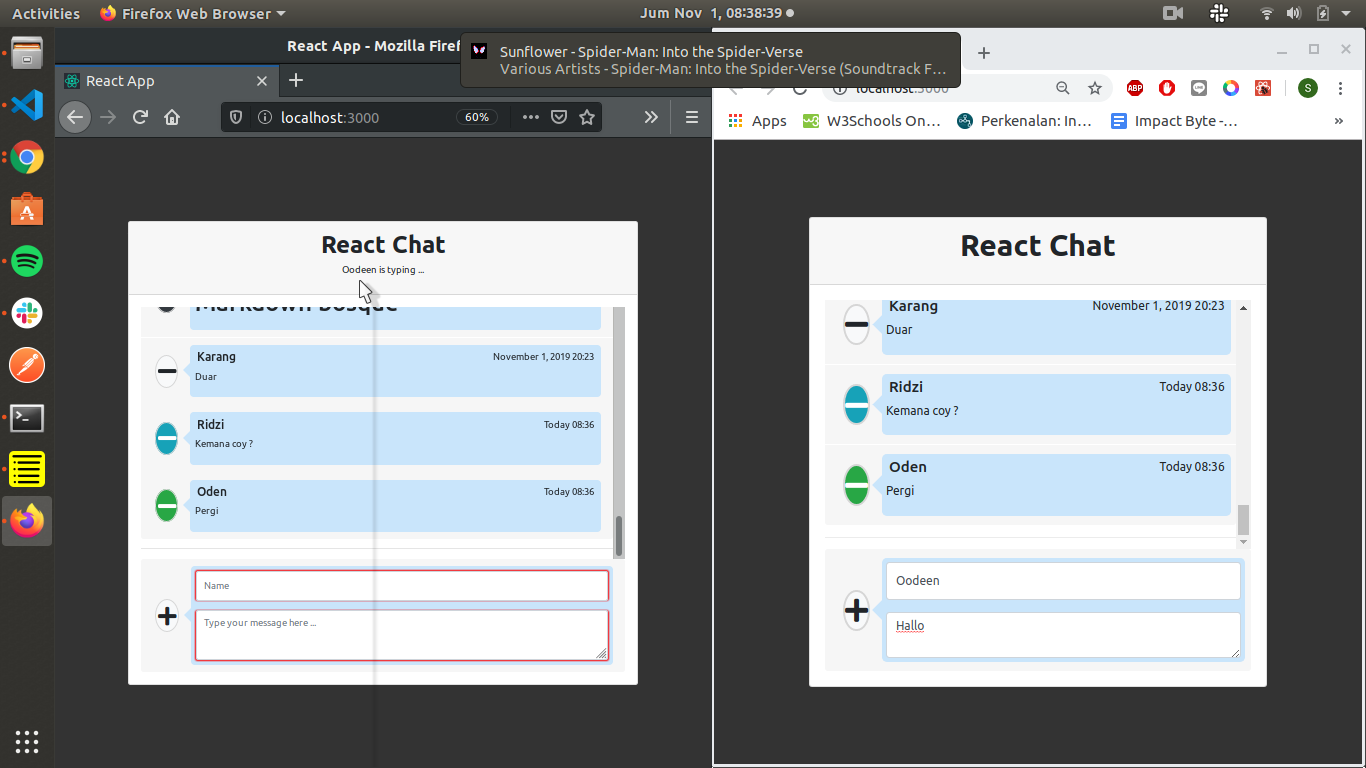 Activities
Firefox Web Browser
Jum Nov 1, 08:38:39
React App - Mozilla Firef
Sunflower - Spider-Man: Into the Spider-Verse
Various Artists - Spider-Man: Into the Spider-Verse (Soundtrack F…
React App
localhost:3000
60%
localhost:3000
ABP
S
Apps
W3Schools On…
Perkenalan: In…
Impact Byte -…
React Chat
Oodeen is typing ...
Markdown bosque
Karang
November 1, 2019 20:23
Duar
Ridzi
Today 08:36
Kemana coy ?
Oden
Today 08:36
Pergi
Name
Type your message here ...
React Chat
Karang
November 1, 2019 20:23
Duar
Ridzi
Today 08:36
Kemana coy ?
Oden
Today 08:36
Pergi
Oodeen
Hallo